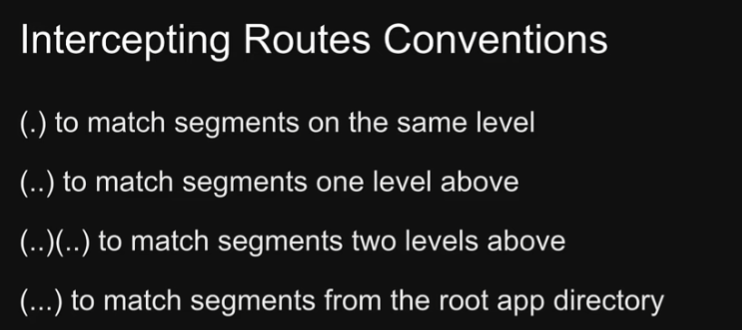 Intercepting Routes Conventions
(.) to match segments on the same level
(..) to match segments one level above
(..)(..) to match segments two levels above
(...) to match segments from the root app directory